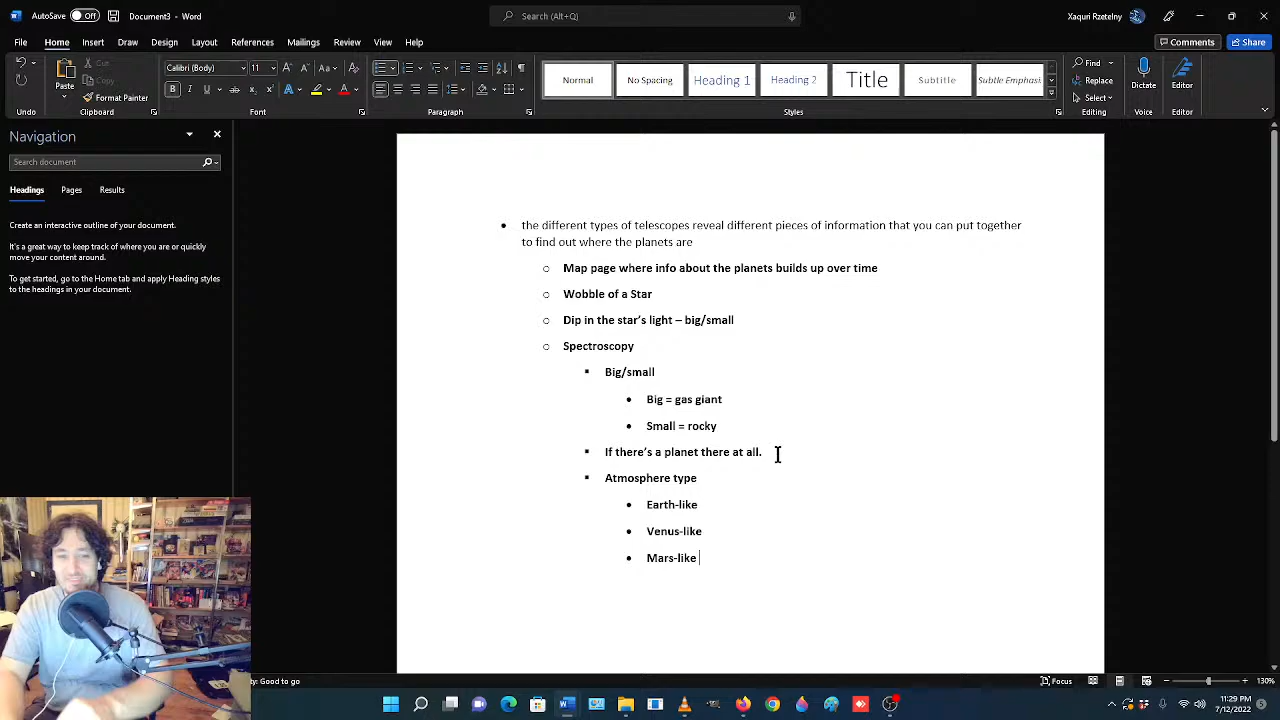 AutoSave
Off
Document3 - Word
Search (Alt+Q)
Xaquri Rzetelny
File
Home
Insert
Draw
Design
Layout
References
Mailings
Review
View
Help
Comments
Share
Paste
Cut
Copy
Format Painter
Calibri (Body)
11
Normal
No Spacing
Heading 1
Heading 2
Title
Subtitle
Subtle Emphasis
Find
Replace
Select
Dictate
Editor
Undo
Clipboard
Font
Paragraph
Styles
Editing
Voice
Editor
Navigation
Search document
Headings
Pages
Results
Create an interactive outline of your document.
It's a great way to keep track of where you are or quickly
move your content around.
To get started, go to the Home tab and apply Heading styles
to the headings in your document.
• the different types of telescopes reveal different pieces of information that you can put together
to find out where the planets are
○ Map page where info about the planets builds up over time
○ Wobble of a Star
○ Dip in the star's light – big/small
○ Spectroscopy
▪ Big/small
• Big = gas giant
• Small = rocky
▪ If there's a planet there at all.
▪ Atmosphere type
• Earth-like
• Venus-like
• Mars-like
ty: Good to go
Focus
130%
11:29 PM
7/12/2022